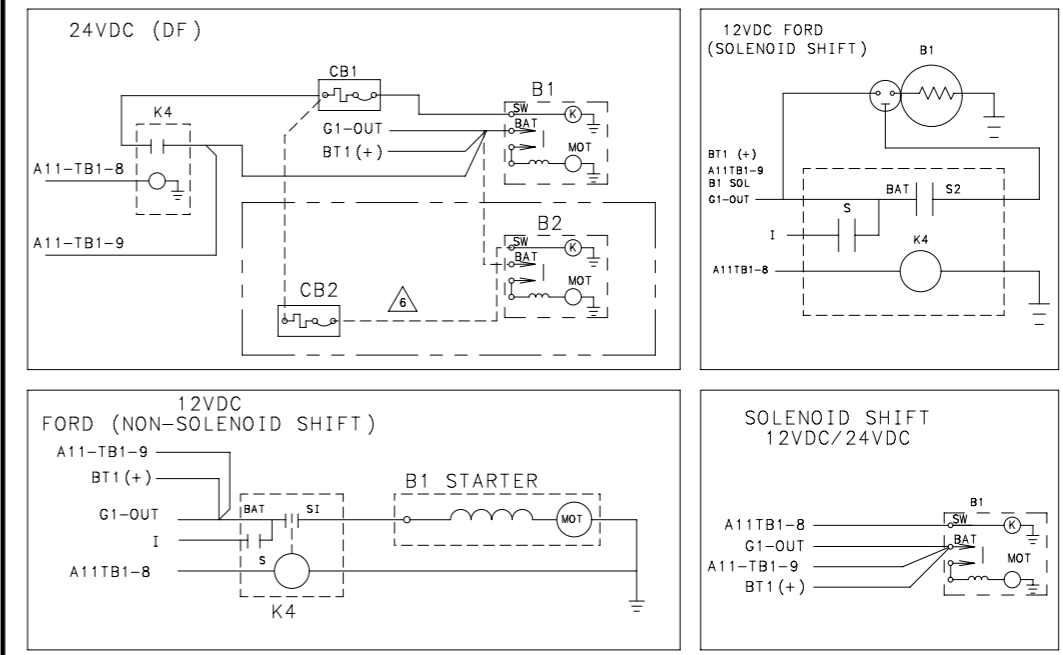 24VDC (DF)
CB1
K4
B1
SW
K
G1-OUT
BAT
BT1(+)
MOT
A11-TB1-8
A11-TB1-9
B2
SW
K
BAT
MOT
CB2
6
12VDC FORD
(SOLENOID SHIFT)
B1
BT1 (+)
A11TB1-9
B1 SOL
G1-OUT
BAT
S2
S
I
K4
A11TB1-8
12VDC
FORD (NON-SOLENOID SHIFT)
A11-TB1-9
BT1(+)
B1 STARTER
G1-OUT
BAT
SI
MOT
I
S
A11TB1-8
K4
SOLENOID SHIFT
12VDC/24VDC
B1
A11TB1-8
SW
K
G1-OUT
BAT
A11-TB1-9
MOT
BT1(+)